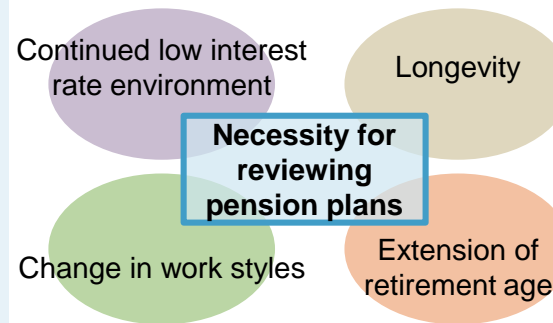 Continued low interest
rate environment
Longevity
Necessity for
reviewing
pension plans
Change in work styles
Extension of
retirement age